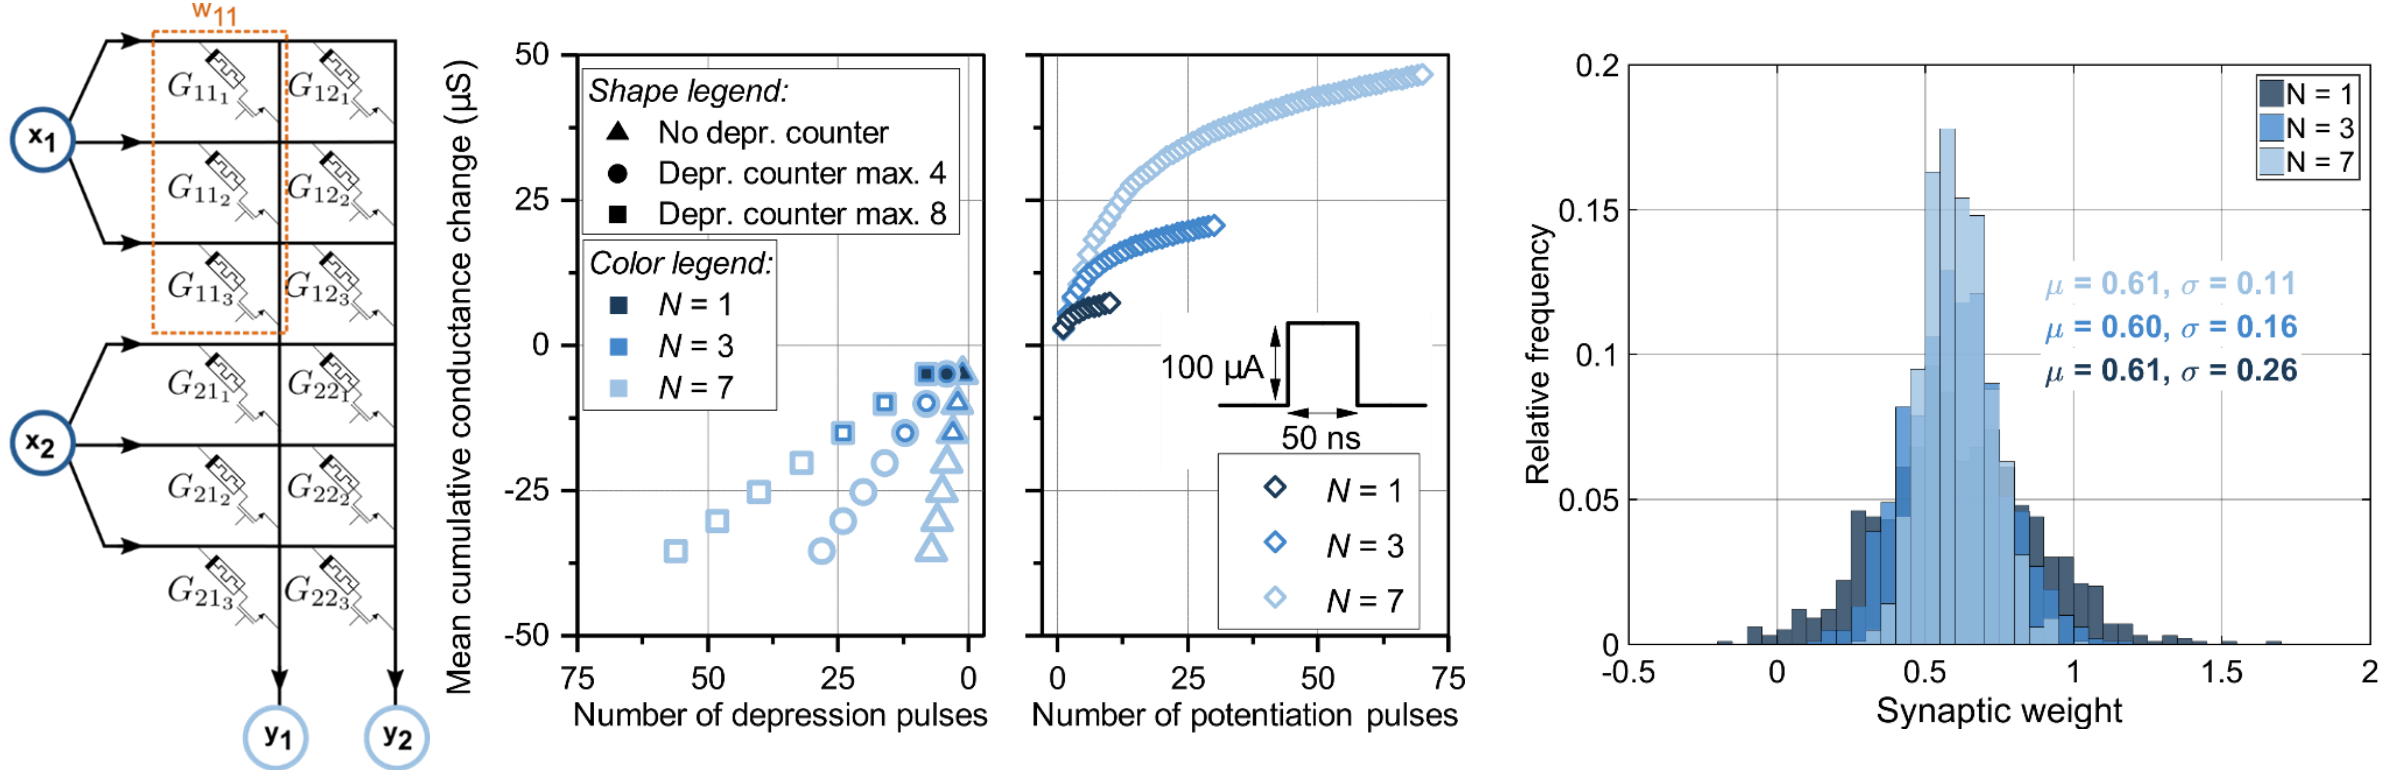 w11
x1
G111
G121
G112
G122
G113
G123
x2
G211
G221
G212
G222
G213
G223
y1
y2
Mean cumulative conductance change (µS)
50
25
0
-25
-50
Shape legend:
No depr. counter
Depr. counter max. 4
Depr. counter max. 8
Color legend:
N = 1
N = 3
N = 7
75
50
25
0
Number of depression pulses
100 µA
50 ns
N = 1
N = 3
N = 7
0
25
50
75
Number of potentiation pulses
Relative frequency
0.2
0.15
0.1
0.05
0
N = 1
N = 3
N = 7
μ = 0.61, σ = 0.11
μ = 0.60, σ = 0.16
μ = 0.61, σ = 0.26
-0.5
0
0.5
1
1.5
2
Synaptic weight